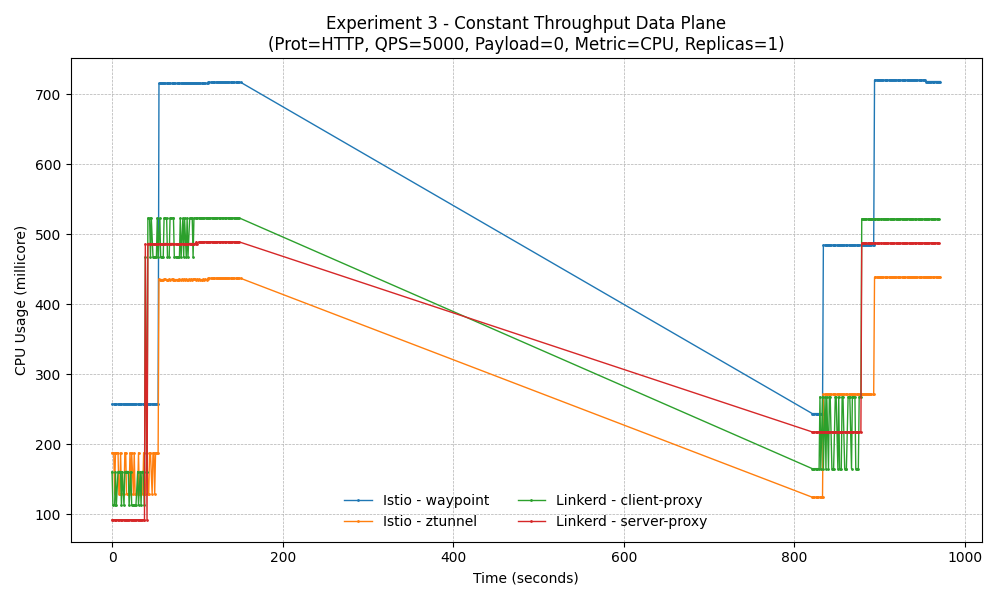 Experiment 3 - Constant Throughput Data Plane
(Prot=HTTP, QPS=5000, Payload=0, Metric=CPU, Replicas=1)
CPU Usage (millicore)
700
600
500
400
300
200
100
Istio - waypoint
Istio - ztunnel
Linkerd - client-proxy
Linkerd - server-proxy
0
200
400
600
800
1000
Time (seconds)